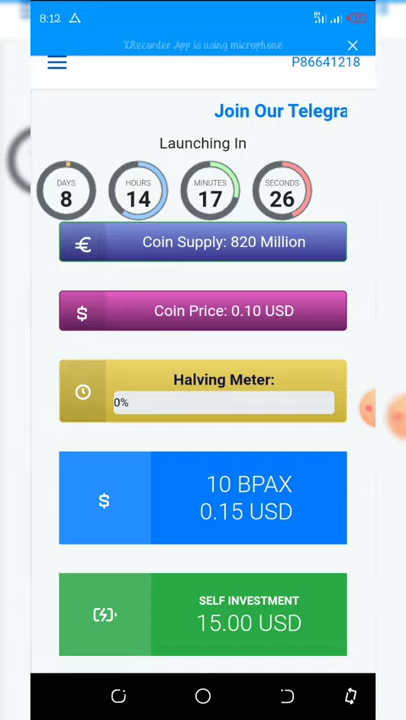 8:12
XRecorder App is using microphone
P86641218
Join Our Telegra
Launching In
DAYS
8
HOURS
14
MINUTES
17
SECONDS
26
€ Coin Supply: 820 Million
$ Coin Price: 0.10 USD
Halving Meter:
0%
10 BPAX
$ 0.15 USD
SELF INVESTMENT
15.00 USD